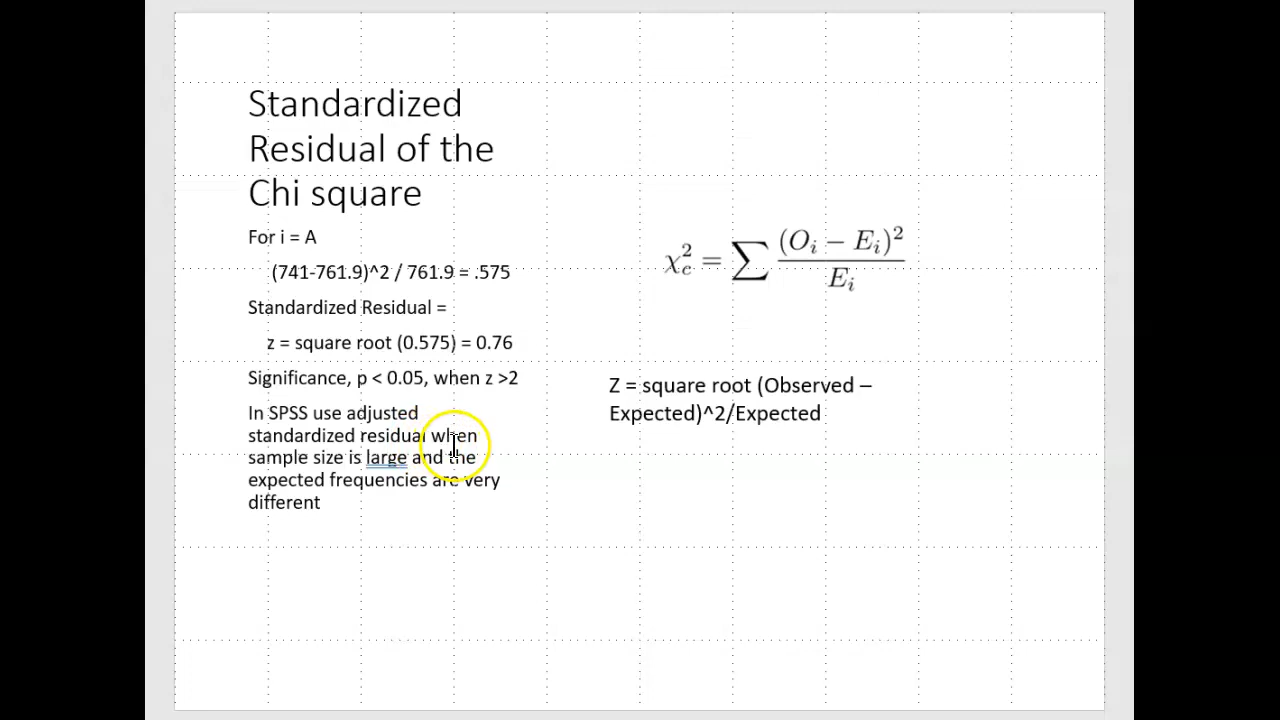 Standardized
Residual of the
Chi square
For i = A
(741-761.9)^2 / 761.9 = .575
Standardized Residual =
z = square root (0.575) = 0.76
Significance, p < 0.05, when z >2
In SPSS use adjusted
standardized residual when
sample size is large and the
expected frequencies are very
different
χ²c = ∑ (Oi − Ei)² / Ei
Z = square root (Observed –
Expected)^2/Expected